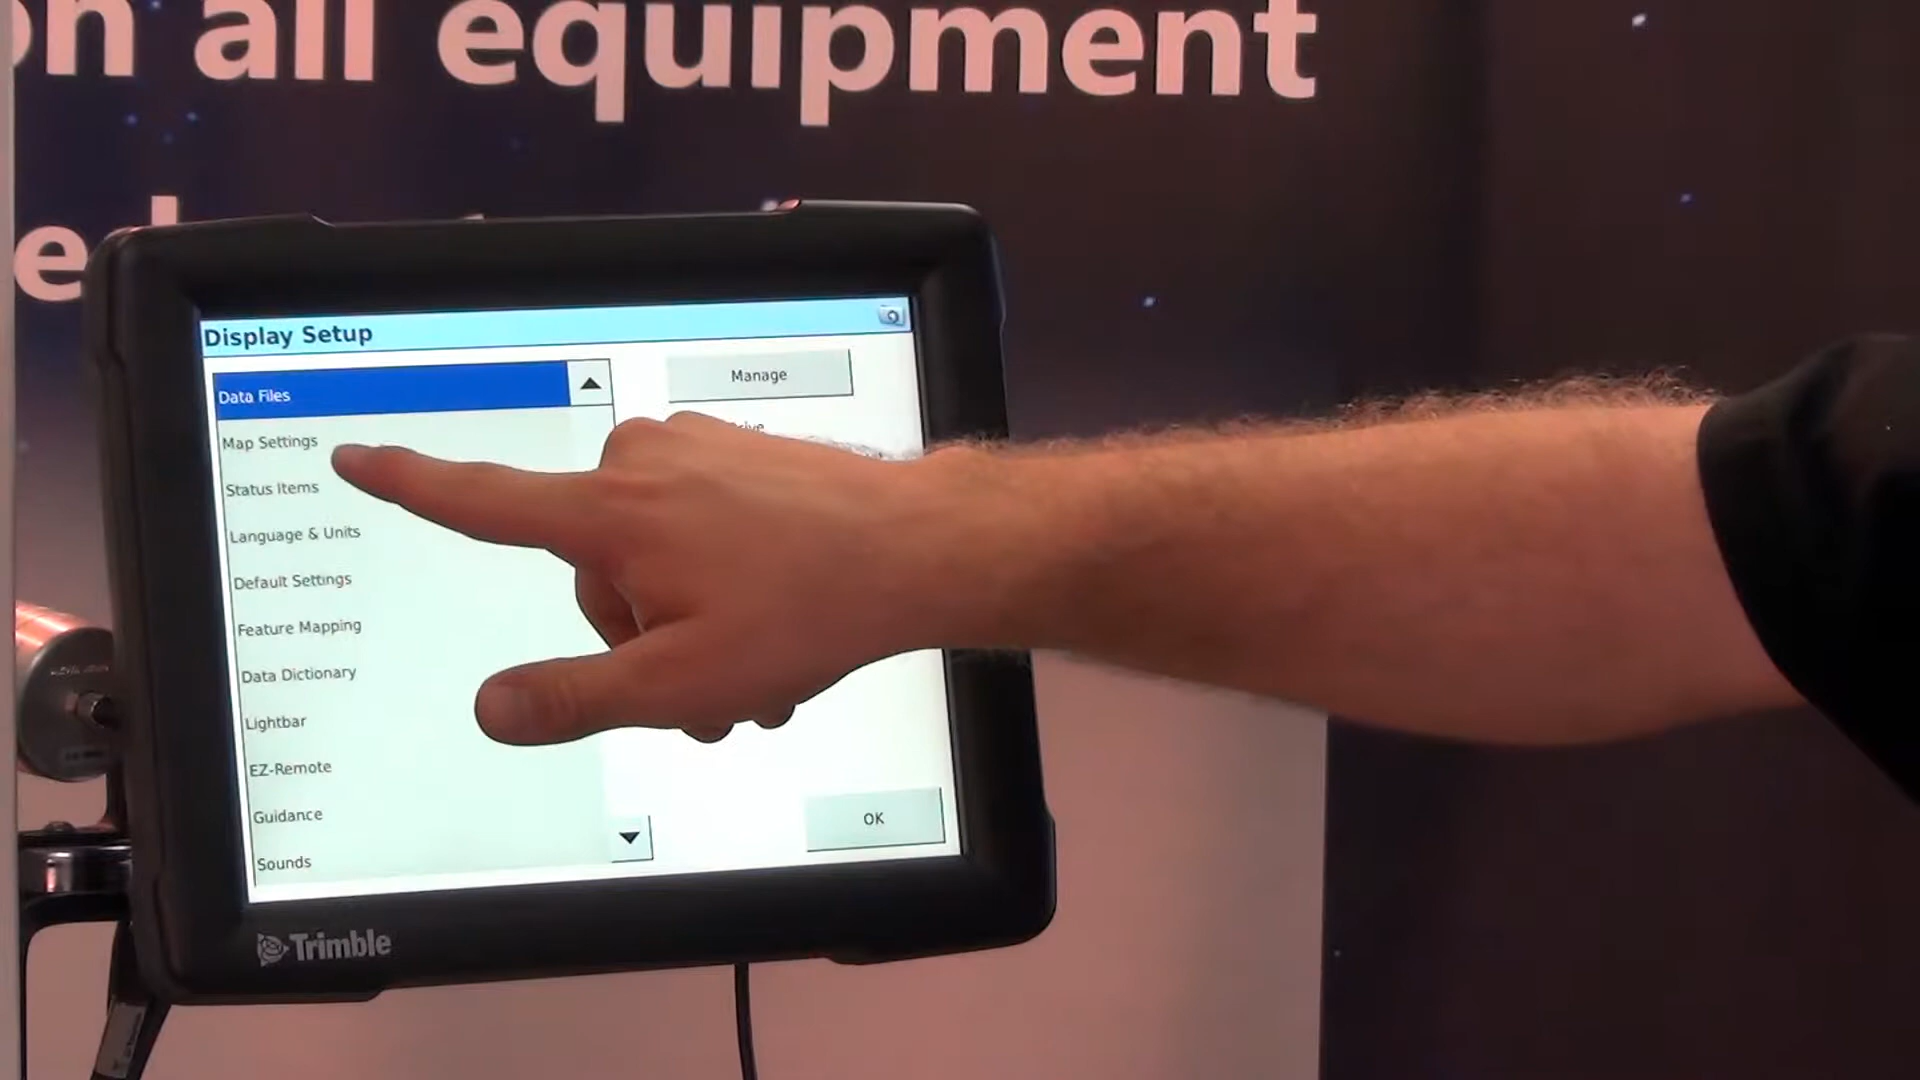 on all equipment
Display Setup
Data Files
Manage
Map Settings
Status Items
Language & Units
Default Settings
Feature Mapping
Data Dictionary
Lightbar
EZ-Remote
Guidance
OK
Sounds
Trimble